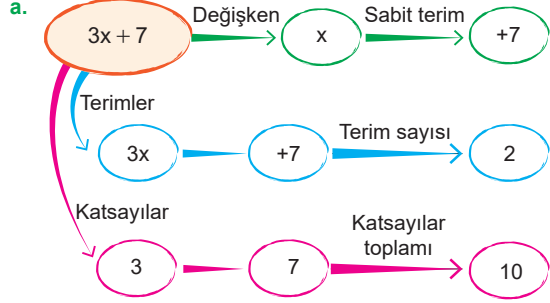 a.
3x + 7
Değişken
x
Sabit terim
+7
Terimler
3x
+7
Terim sayısı
2
Katsayılar
3
7
Katsayılar
toplamı
10